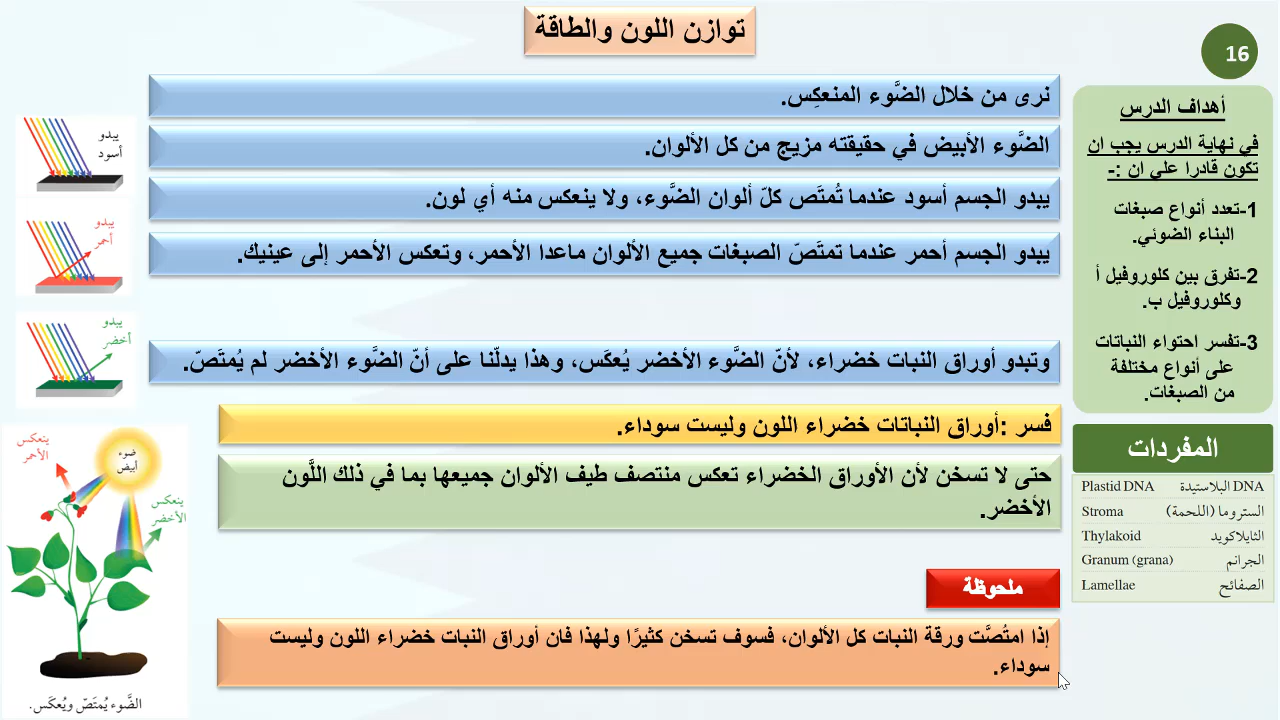 توازن اللون والطاقة
16
نرى من خلال الضَّوء المنعكِس.
الضَّوء الأبيض في حقيقته مزيج من كل الألوان.
يبدو الجسم أسود عندما تُمتَص كلّ ألوان الضَّوء، ولا ينعكس منه أي لون.
يبدو الجسم أحمر عندما تمتَصّ الصبغات جميع الألوان ماعدا الأحمر، وتعكس الأحمر إلى عينيك.
وتبدو أوراق النبات خضراء، لأنّ الضَّوء الأخضر يُعكَس، وهذا يدلّنا على أنّ الضَّوء الأخضر لم يُمتَصّ.
فسر :أوراق النباتات خضراء اللون وليست سوداء.
حتى لا تسخن لأن الأوراق الخضراء تعكس منتصف طيف الألوان جميعها بما في ذلك اللَّون
الأخضر.
ملحوظة
إذا امتُصَّت ورقة النبات كل الألوان، فسوف تسخن كثيرًا ولهذا فان أوراق النبات خضراء اللون وليست
سوداء.
أهداف الدرس
في نهاية الدرس يجب ان
تكون قادرا علي ان :-
1-تعدد أنواع صبغات
البناء الضوئي.
2-تفرق بين كلوروفيل أ
وكلوروفيل ب.
3-تفسر احتواء النباتات
على أنواع مختلفة
من الصبغات.
المفردات
DNA البلاستيدة Plastid DNA
الستروما (اللحمة) Stroma
الثايلاكويد Thylakoid
الجرانم Granum (grana)
الصفائح Lamellae
يبدو
أسود
يبدو
أحمر
يبدو
أخضر
ينعكس
الأحمر
ضوء
أبيض
ينعكس
الأخضر
الضَّوء يُمتَصّ ويُعكَس.